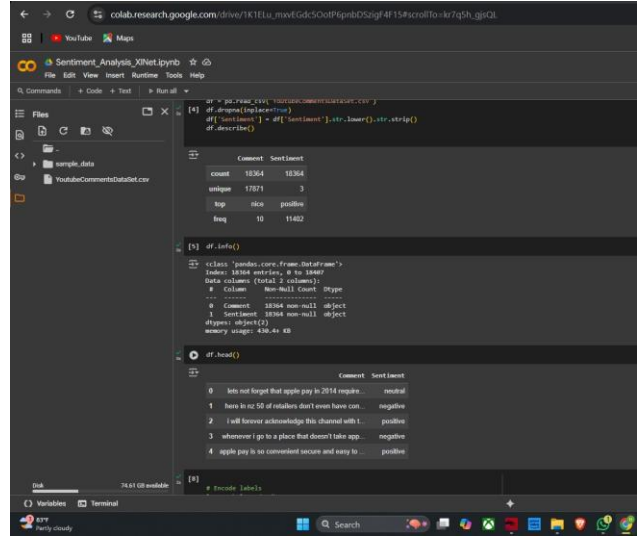 colab.research.google.com/drive/1K1ELu_mxvEGdc5OotP6pnbDSzigF4F15#scrollTo=kr7q5h_gjsQL
YouTube Maps
Sentiment_Analysis_XlNet.ipynb
File Edit View Insert Runtime Tools Help
Commands + Code + Text Run all
Files
..
sample_data
YoutubeCommentsDataSet.csv
df = pd.read_csv('YoutubeCommentsDataSet.csv')
[4] df.dropna(inplace=True)
df['Sentiment'] = df['Sentiment'].str.lower().str.strip()
df.describe()
Comment Sentiment
count 18364 18364
unique 17871 3
top nice positive
freq 10 11402
[5] df.info()
<class 'pandas.core.frame.DataFrame'>
Index: 18364 entries, 0 to 18407
Data columns (total 2 columns):
# Column Non-Null Count Dtype
--- ------ -------------- -----
0 Comment 18364 non-null object
1 Sentiment 18364 non-null object
dtypes: object(2)
memory usage: 430.4+ KB
df.head()
Comment Sentiment
0 lets not forget that apple pay in 2014 require... neutral
1 here in nz 50 of retailers don't even have con... negative
2 i will forever acknowledge this channel with t... positive
3 whenever i go to a place that doesn't take app... negative
4 apple pay is so convenient secure and easy to ... positive
[8]
# Encode labels
Disk 74.61 GB available
Variables Terminal
83°F
Partly cloudy
Search